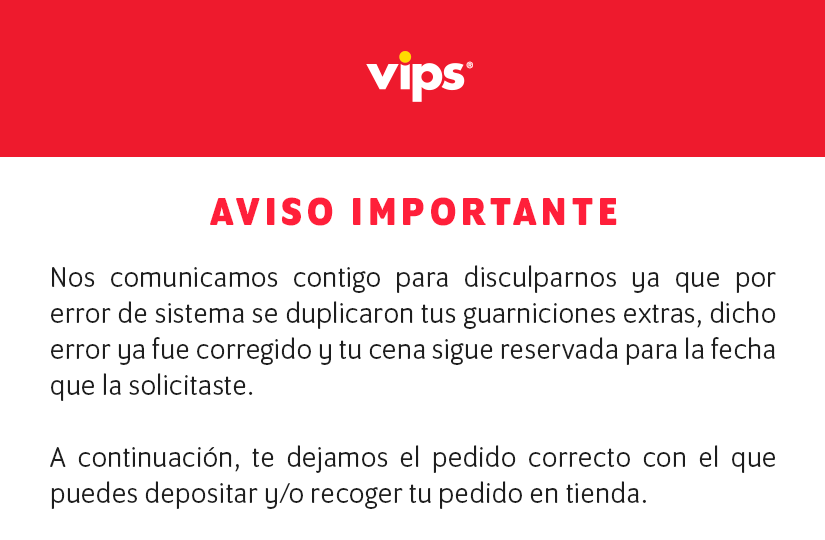 vips®
AVISO IMPORTANTE
Nos comunicamos contigo para disculparnos ya que por
error de sistema se duplicaron tus guarniciones extras, dicho
error ya fue corregido y tu cena sigue reservada para la fecha
que la solicitaste.
A continuación, te dejamos el pedido correcto con el que
puedes depositar y/o recoger tu pedido en tienda.